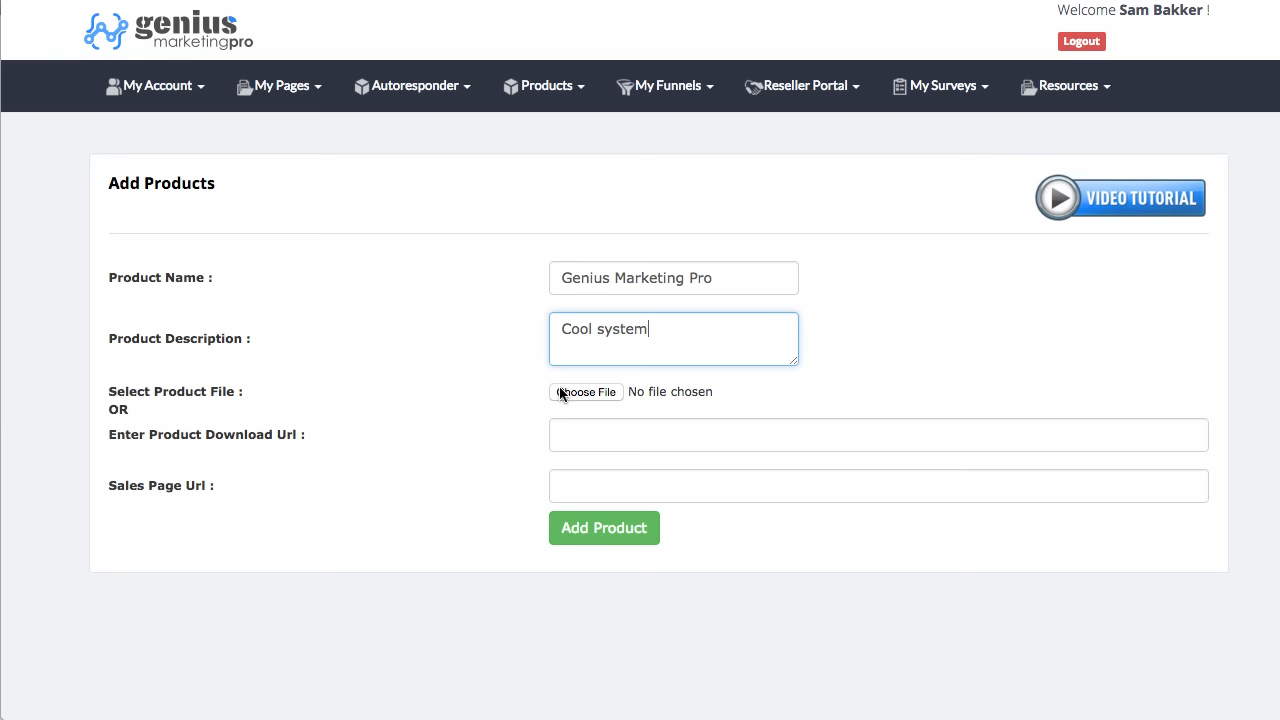 genius
marketingpro
Welcome Sam Bakker !
Logout
My Account
My Pages
Autoresponder
Products
My Funnels
Reseller Portal
My Surveys
Resources
Add Products
VIDEO TUTORIAL
Product Name :
Genius Marketing Pro
Product Description :
Cool system
Select Product File :
Choose File No file chosen
OR
Enter Product Download Url :
Sales Page Url :
Add Product